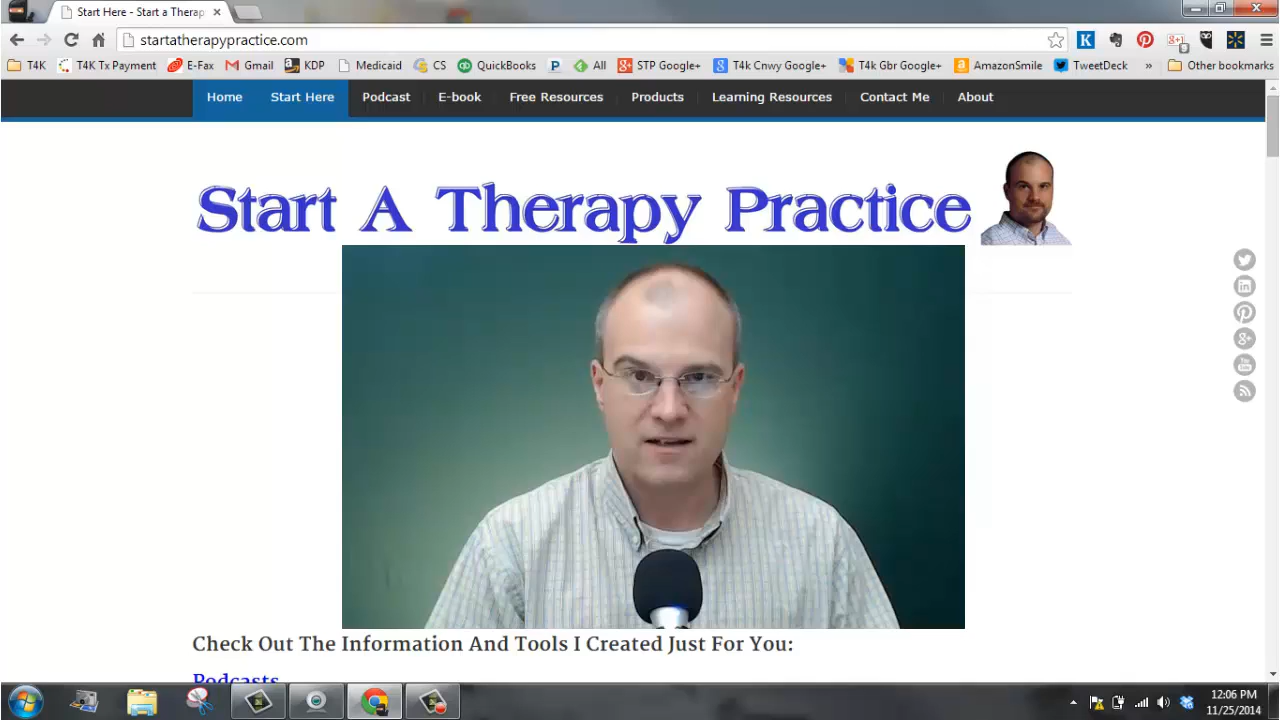 Start Here - Start a Therap
startatherapypractice.com
T4K
T4K Tx Payment
E-Fax
Gmail
KDP
Medicaid
CS
QuickBooks
All
STP Google+
T4k Cnwy Google+
T4k Gbr Google+
AmazonSmile
TweetDeck
»
Other bookmarks
Home
Start Here
Podcast
E-book
Free Resources
Products
Learning Resources
Contact Me
About
Start A Therapy Practice
Check Out The Information And Tools I Created Just For You:
Podcasts
12:06 PM
11/25/2014